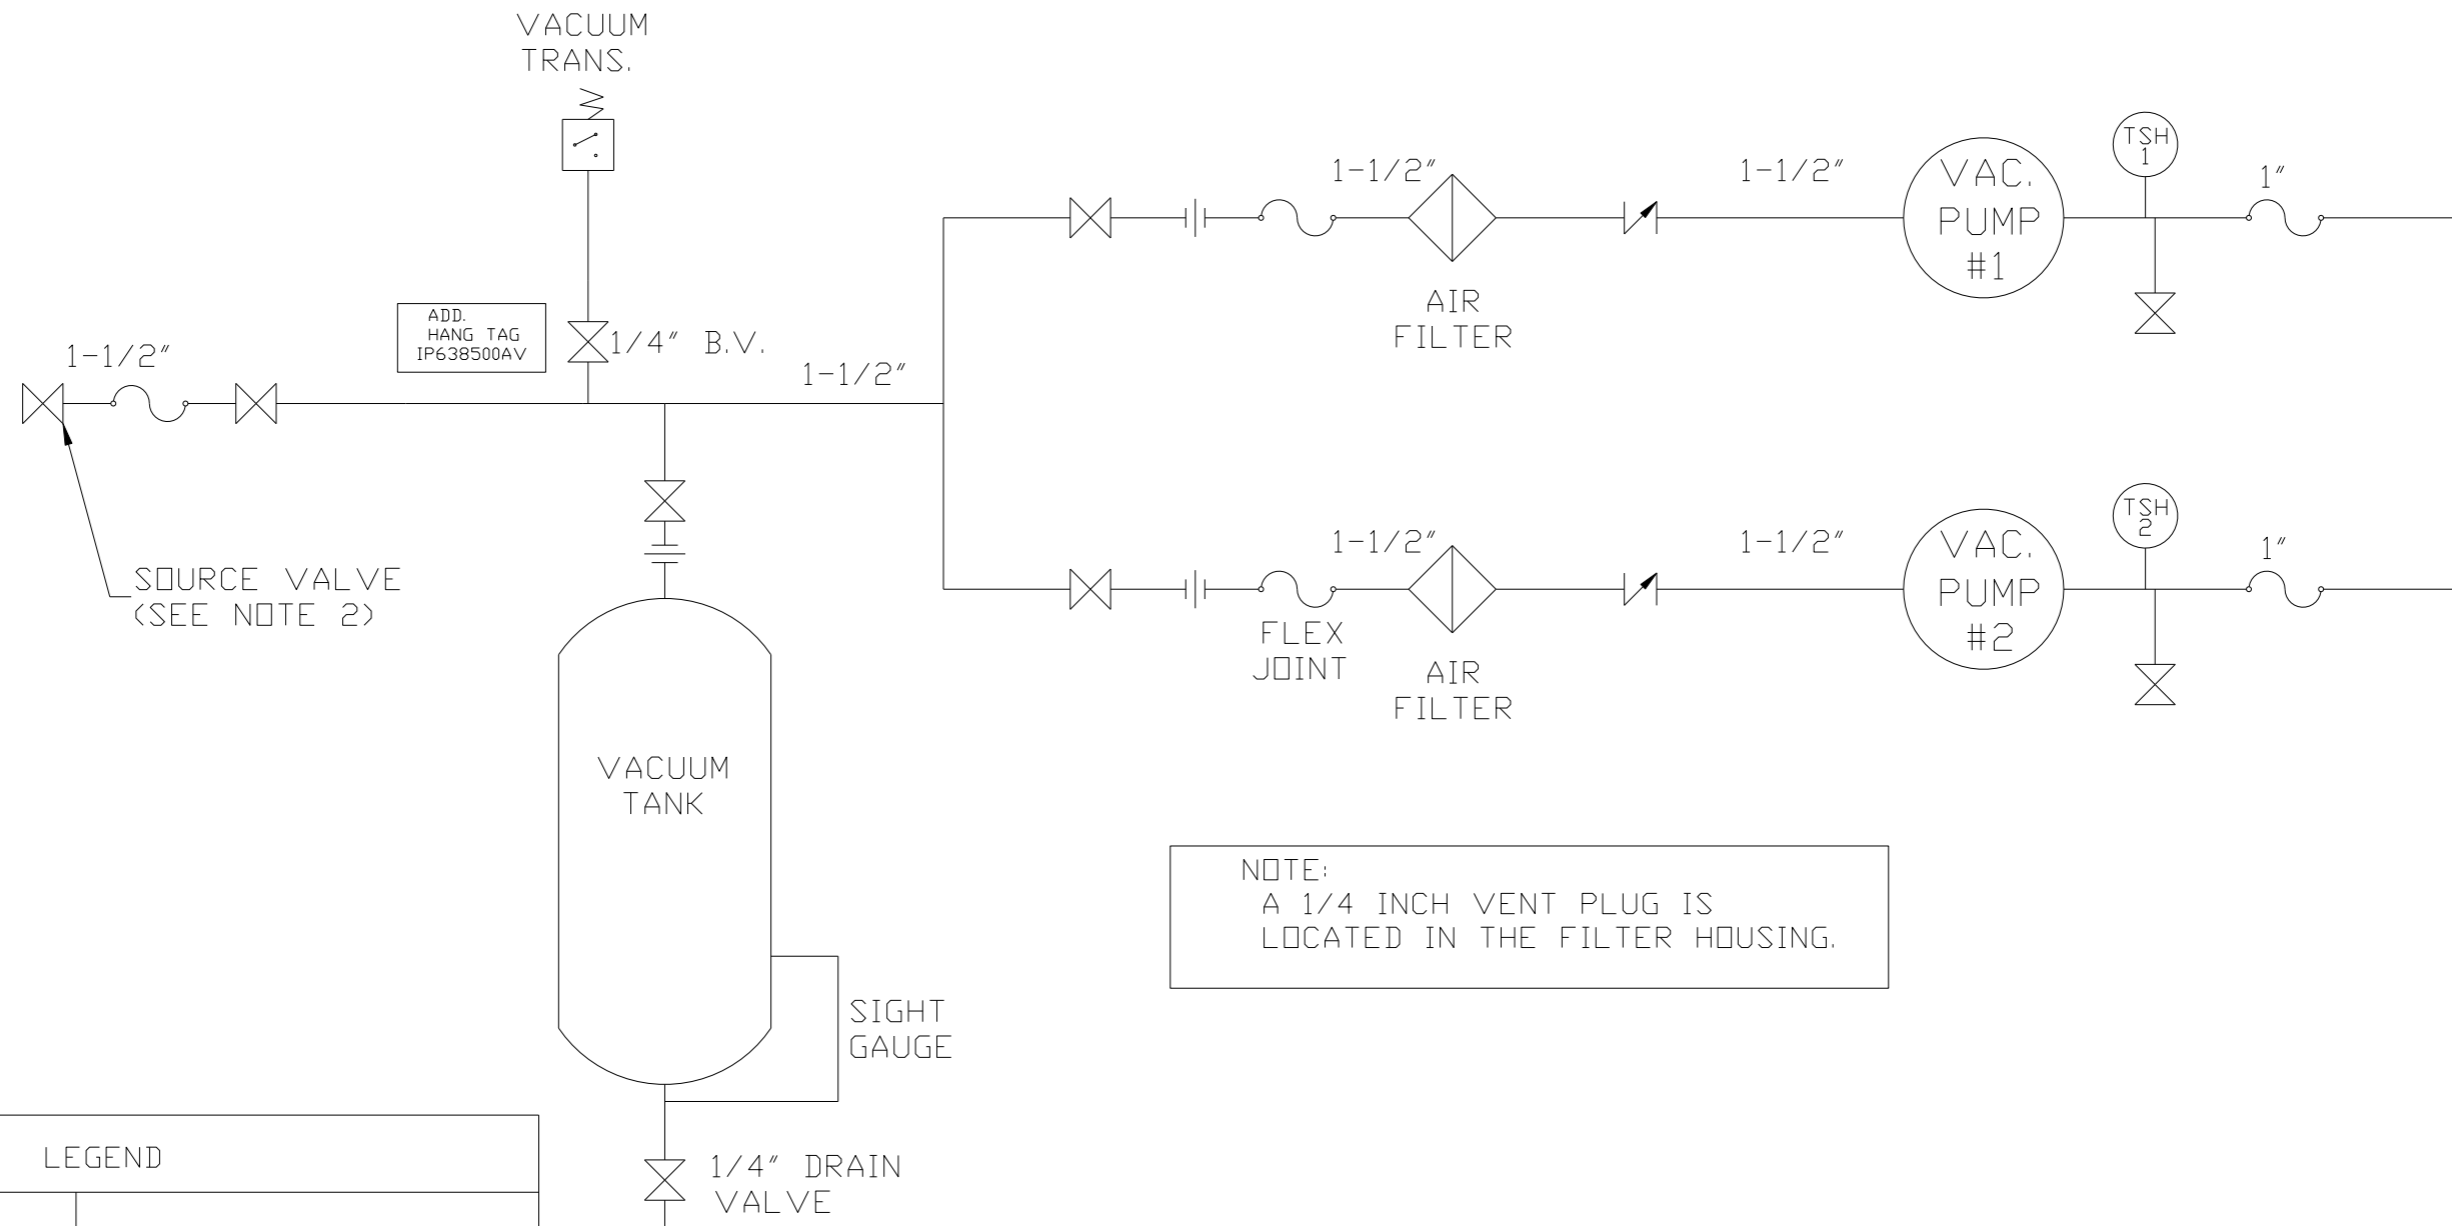 VACUUM
TRANS.
TSH
1
1-1/2"
1-1/2"
VAC.
PUMP
#1
1"
AIR
FILTER
ADD.
HANG TAG
IP638500AV
1/4" B.V.
1-1/2"
1-1/2"
SOURCE VALVE
(SEE NOTE 2)
TSH
2
1-1/2"
1-1/2"
VAC.
PUMP
#2
1"
FLEX
JOINT
AIR
FILTER
VACUUM
TANK
NOTE:
A 1/4 INCH VENT PLUG IS
LOCATED IN THE FILTER HOUSING.
SIGHT
GAUGE
LEGEND
1/4" DRAIN
VALVE